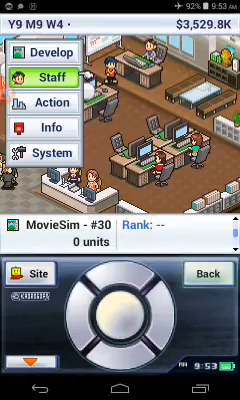 92% 9:53 AM
Y9 M9 W4 $3,529.8K
Develop
Staff
Action
Info
System
MovieSim - #30 Rank: --
0 units
Site Back
©KAIROSOFT
9:53